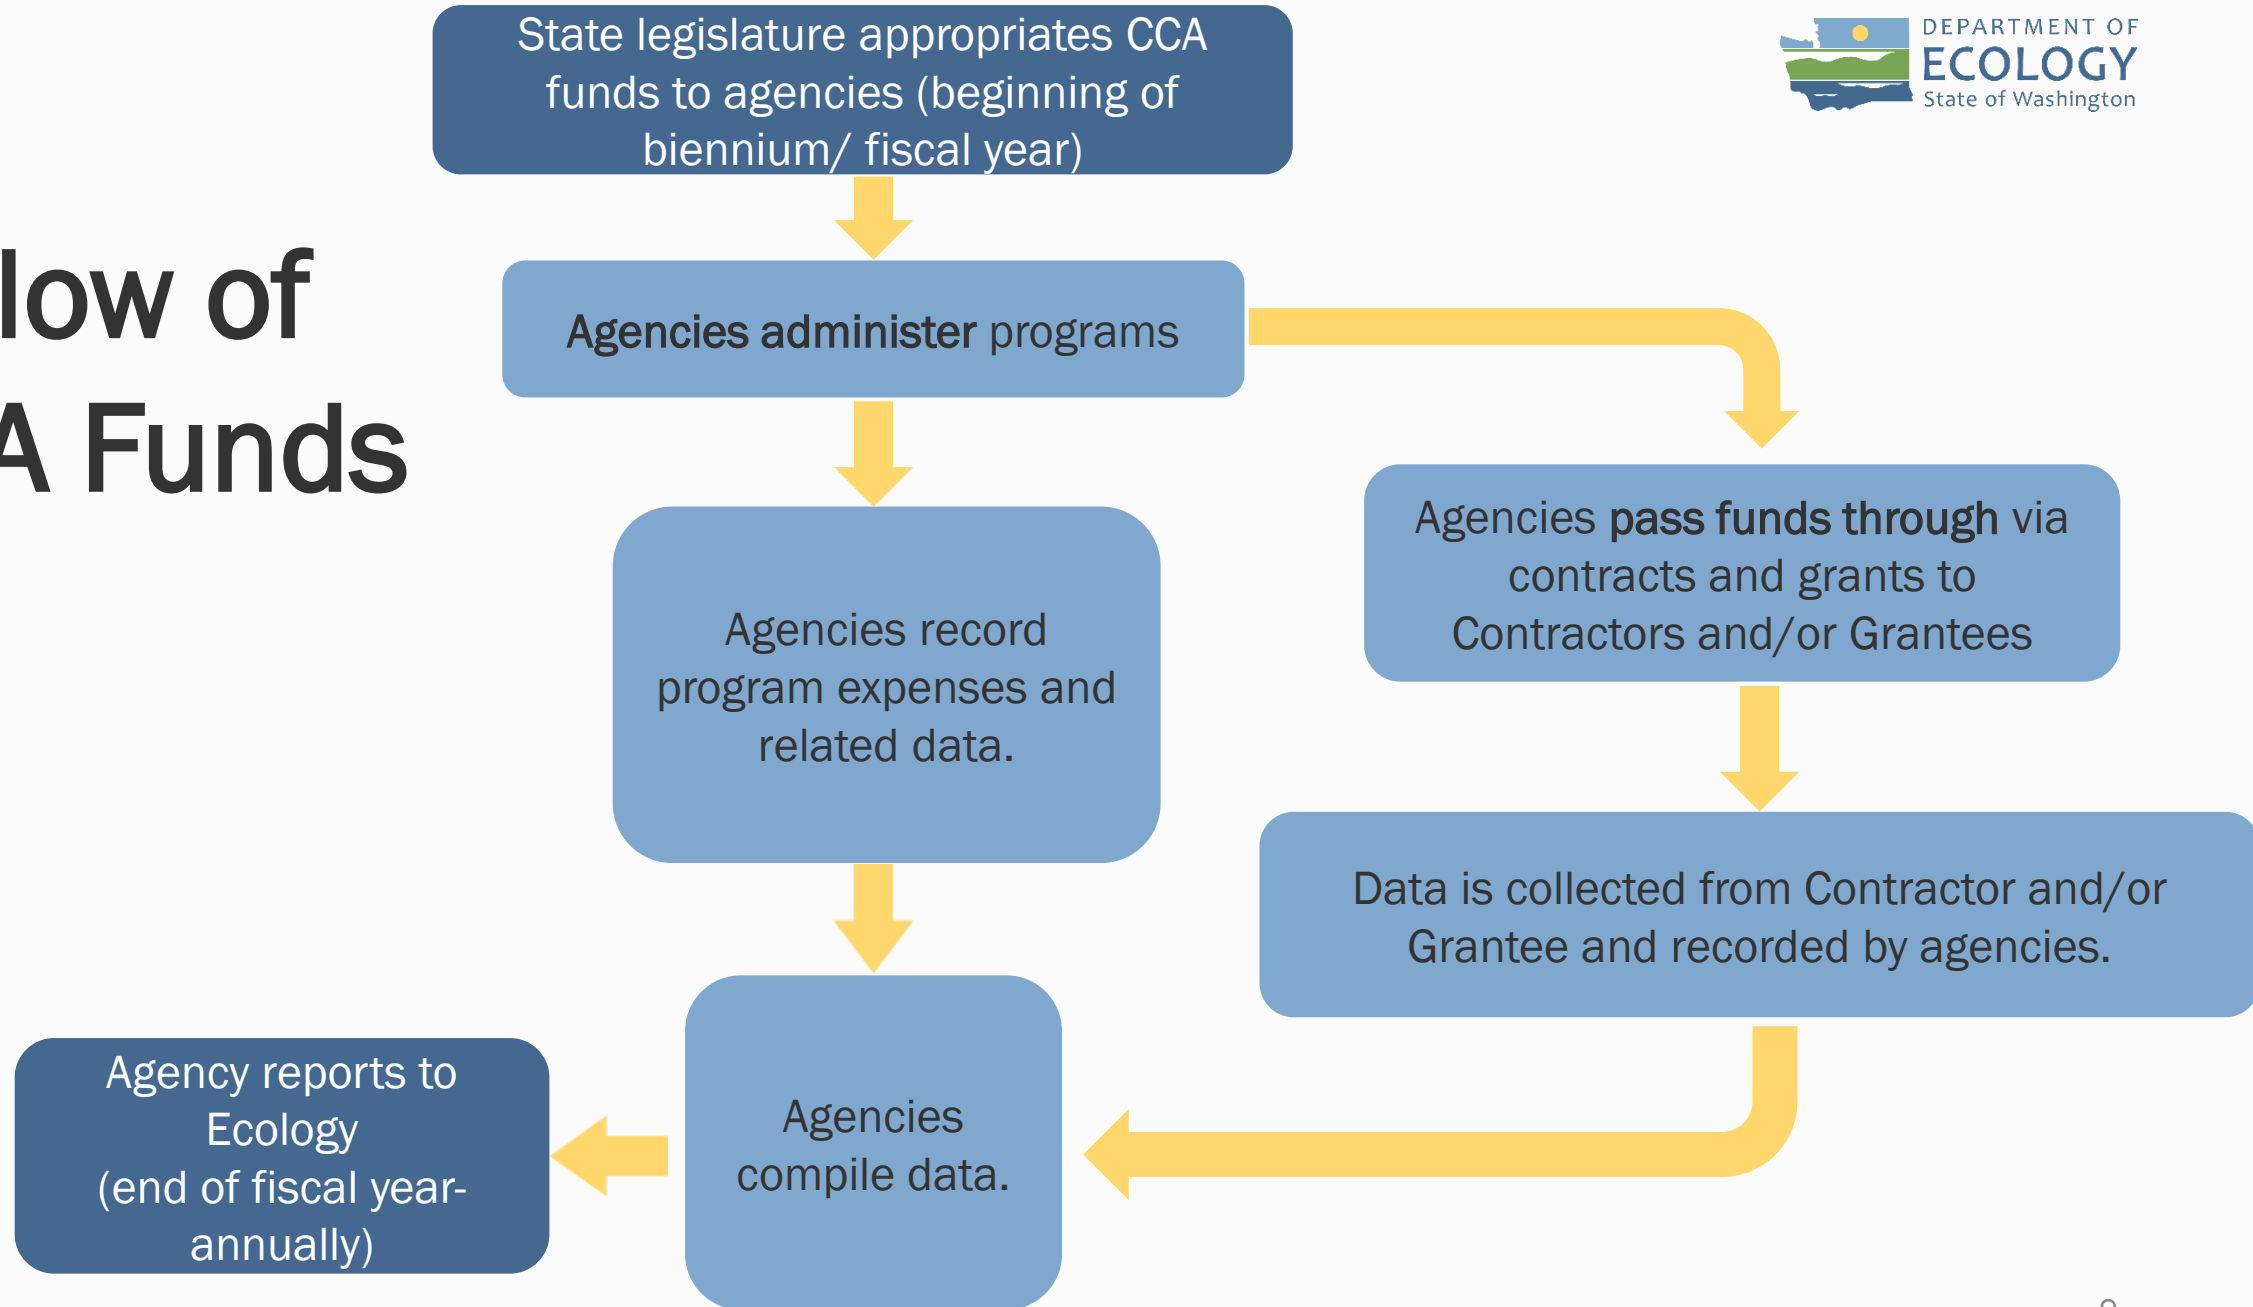 State legislature appropriates CCA
funds to agencies (beginning of
biennium/ fiscal year)
DEPARTMENT OF
ECOLOGY
State of Washington
low of
A Funds
Agencies administer programs
Agencies pass funds through via
contracts and grants to
Contractors and/or Grantees
Agencies record
program expenses and
related data.
Data is collected from Contractor and/or
Grantee and recorded by agencies.
Agencies
compile data.
Agency reports to
Ecology
(end of fiscal year-
annually)